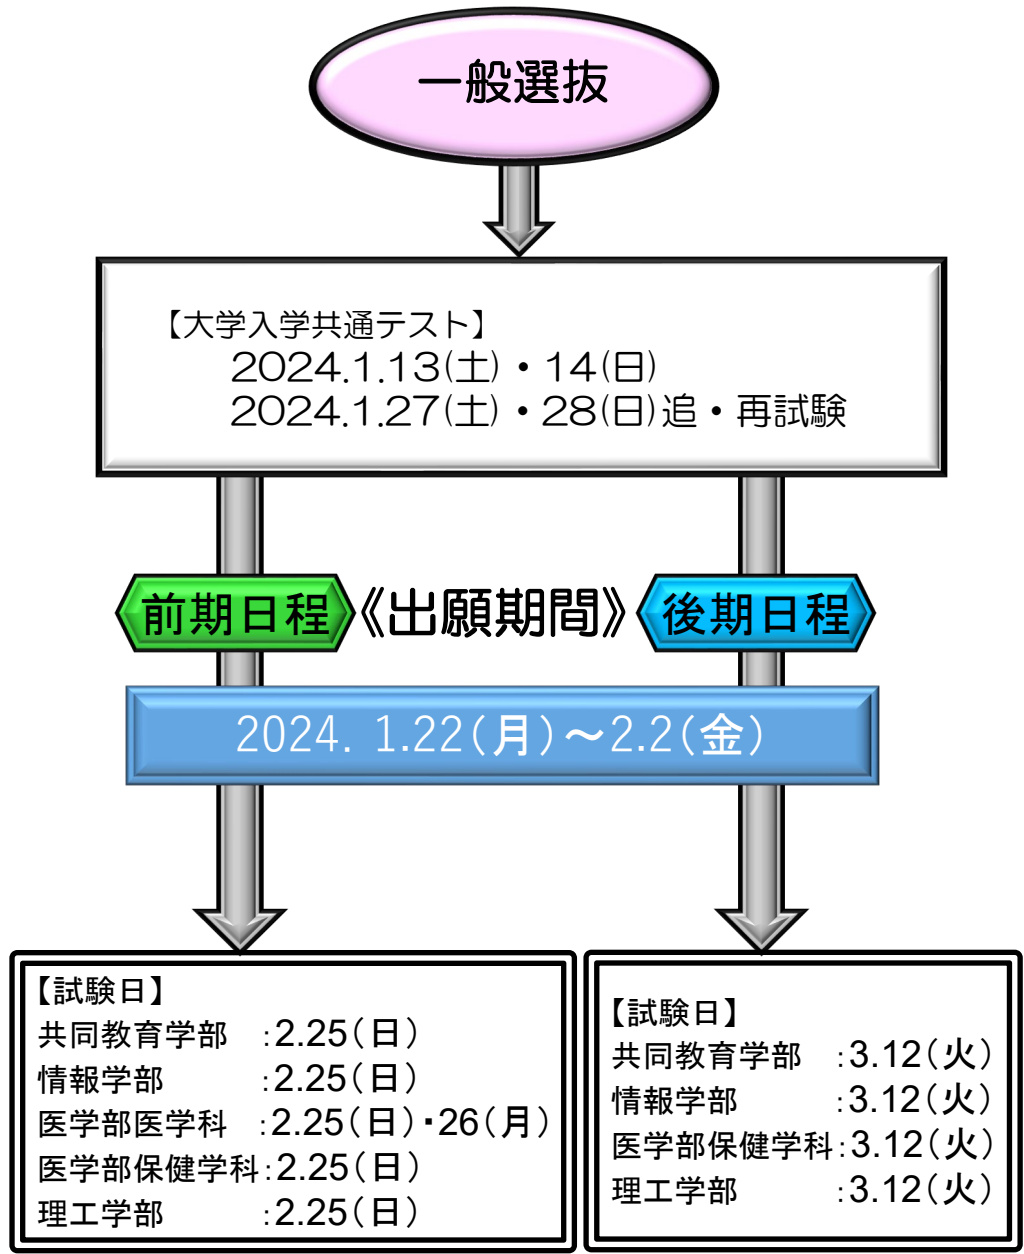 一般選抜
【大学入学共通テスト】
2024.1.13(土)・14(日)
2024.1.27(土)・28(日)追・再試験
前期日程《出願期間》後期日程
2024. 1.22(月)～2.2(金)
【試験日】
共同教育学部 :2.25(日)
情報学部 :2.25(日)
医学部医学科 :2.25(日)・26(月)
医学部保健学科:2.25(日)
理工学部 :2.25(日)
【試験日】
共同教育学部 :3.12(火)
情報学部 :3.12(火)
医学部保健学科:3.12(火)
理工学部 :3.12(火)